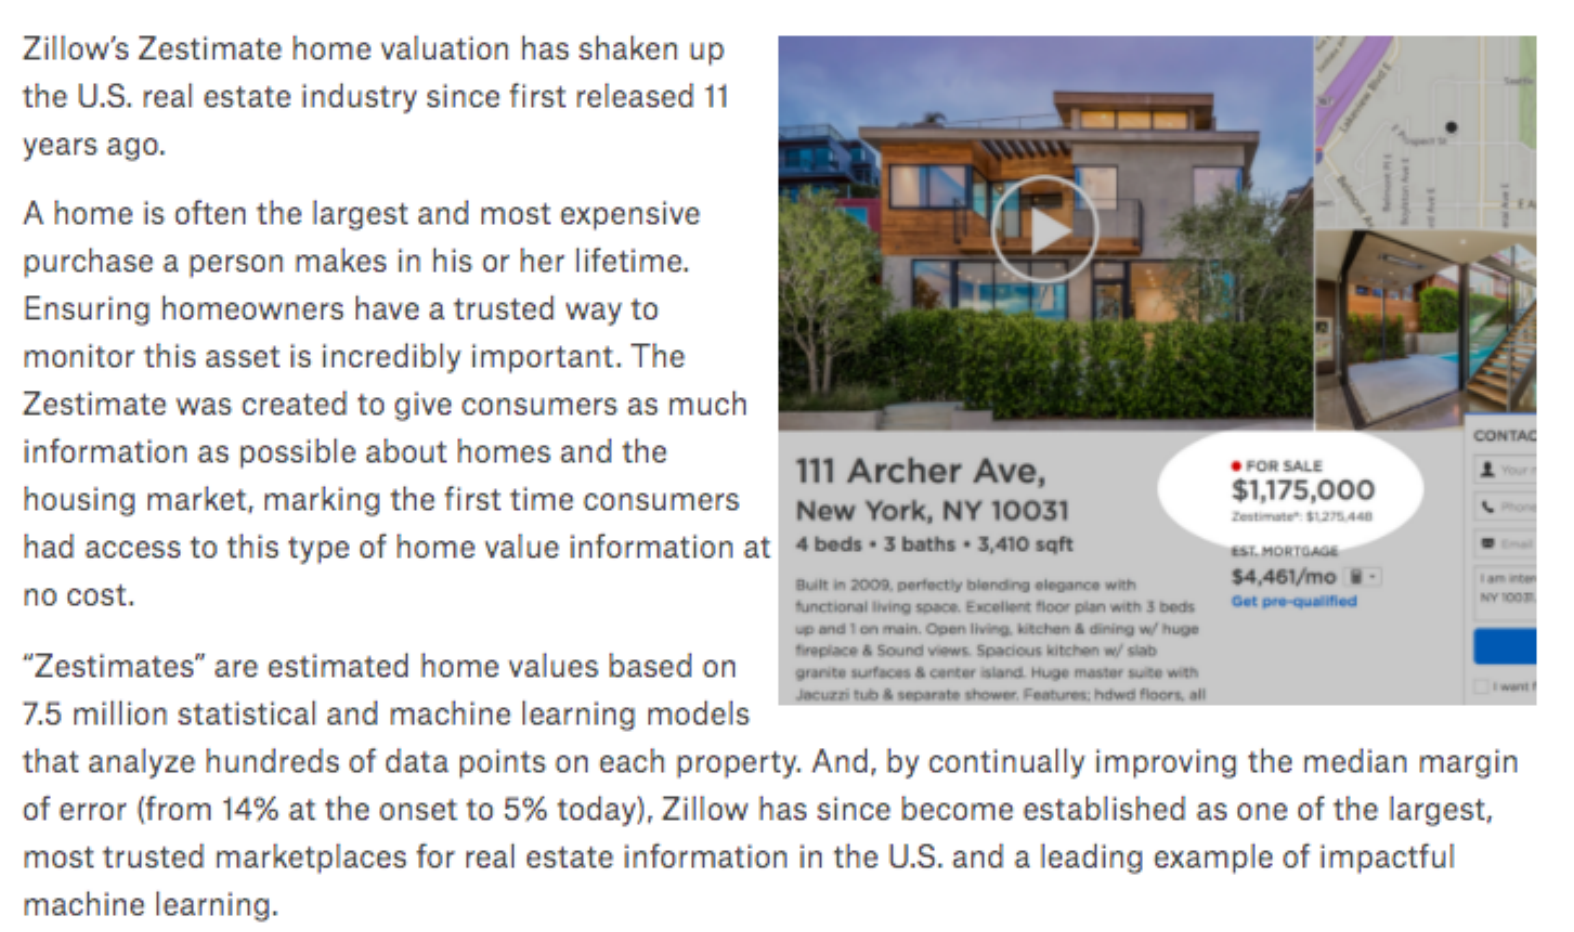 Zillow's Zestimate home valuation has shaken up
the U.S. real estate industry since first released 11
years ago.
A home is often the largest and most expensive
purchase a person makes in his or her lifetime.
Ensuring homeowners have a trusted way to
monitor this asset is incredibly important. The
Zestimate was created to give consumers as much
information as possible about homes and the
housing market, marking the first time consumers
had access to this type of home value information at
no cost.
“Zestimates” are estimated home values based on
7.5 million statistical and machine learning models
that analyze hundreds of data points on each property. And, by continually improving the median margin
of error (from 14% at the onset to 5% today), Zillow has since become established as one of the largest,
most trusted marketplaces for real estate information in the U.S. and a leading example of impactful
machine learning.
Lakeview Blvd E
E Prospect St
Belmont Pl E
Boylston Ave E
111 Archer Ave,
New York, NY 10031
4 beds • 3 baths • 3,410 sqft
Built in 2009, perfectly blending elegance with
functional living space. Excellent floor plan with 3 beds
up and 1 on main. Open living, kitchen & dining w/ huge
fireplace & Sound views. Spacious kitchen w/ slab
granite surfaces & center island. Huge master suite with
Jacuzzi tub & separate shower. Features; hdwd floors, all
FOR SALE
$1,175,000
Zestimate®: $1,275,448
EST. MORTGAGE
$4,461/mo
Get pre-qualified
CONTAC
Your
Phone
Email
I am inter
NY 10031.
I want